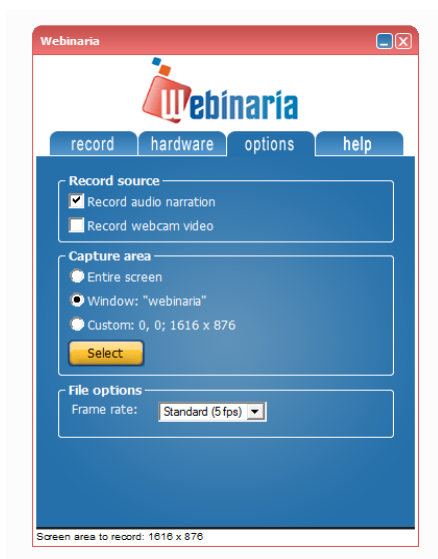 Webinaria
Webinaria
record hardware options help
Record source
Record audio narration
Record webcam video
Capture area
Entire screen
Window: "webinaria"
Custom: 0, 0; 1616 x 876
Select
File options
Frame rate: Standard (5 fps)
Screen area to record: 1616 x 876